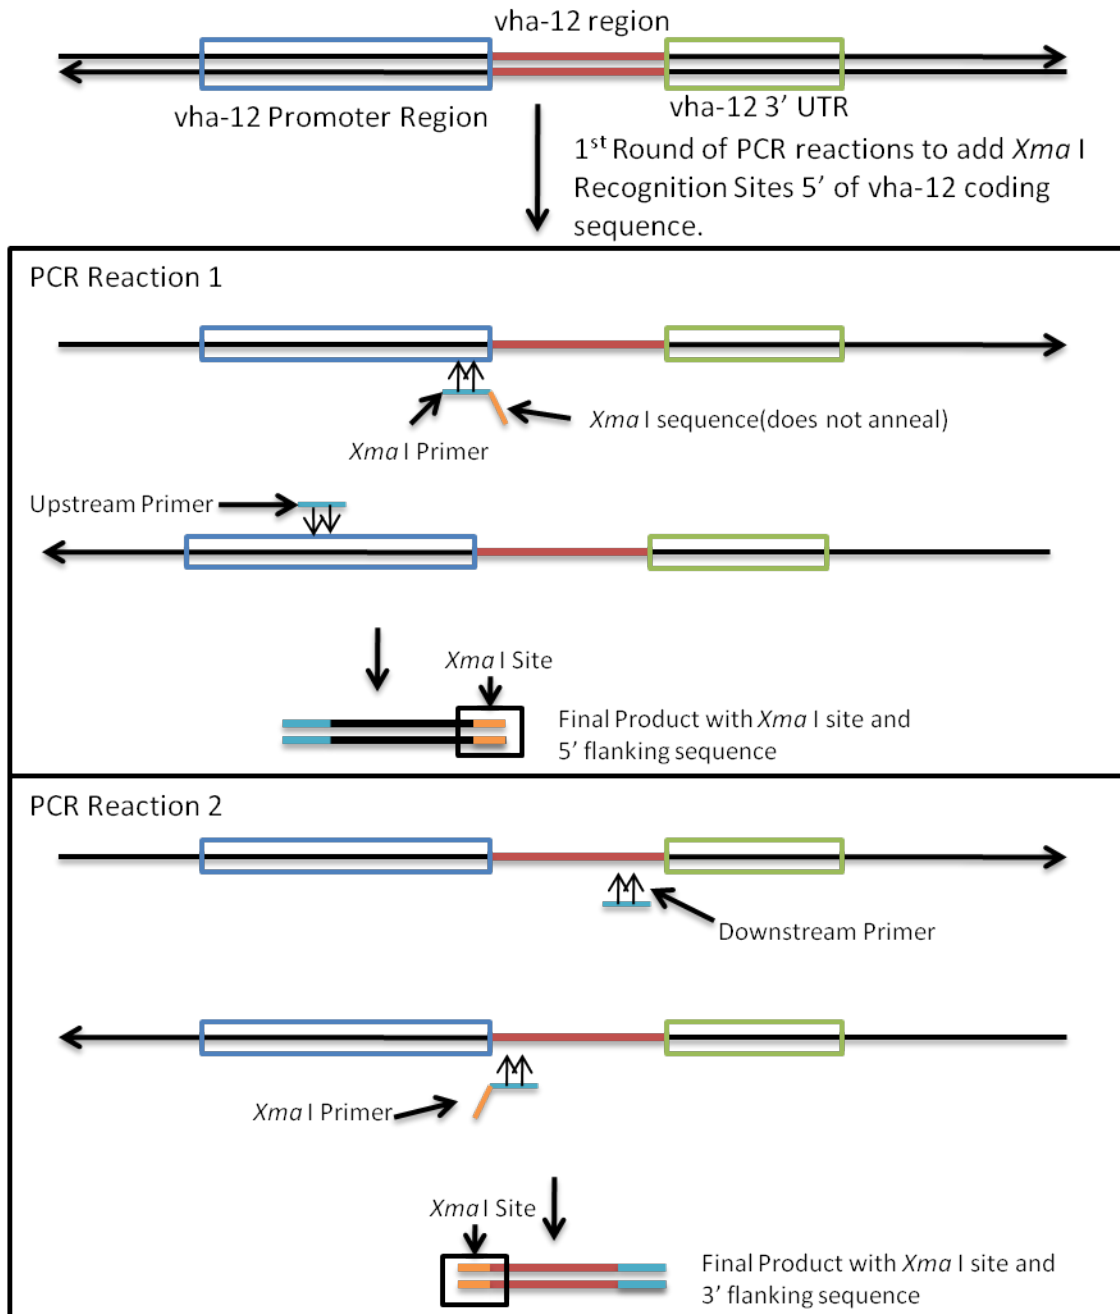 vha-12 region
vha-12 Promoter Region
vha-12 3’ UTR
1st Round of PCR reactions to add Xma I
Recognition Sites 5’ of vha-12 coding
sequence.
PCR Reaction 1
Xma I sequence(does not anneal)
Xma I Primer
Upstream Primer
Xma I Site
Final Product with Xma I site and
5’ flanking sequence
PCR Reaction 2
Downstream Primer
Xma I Primer
Xma I Site
Final Product with Xma I site and
3’ flanking sequence